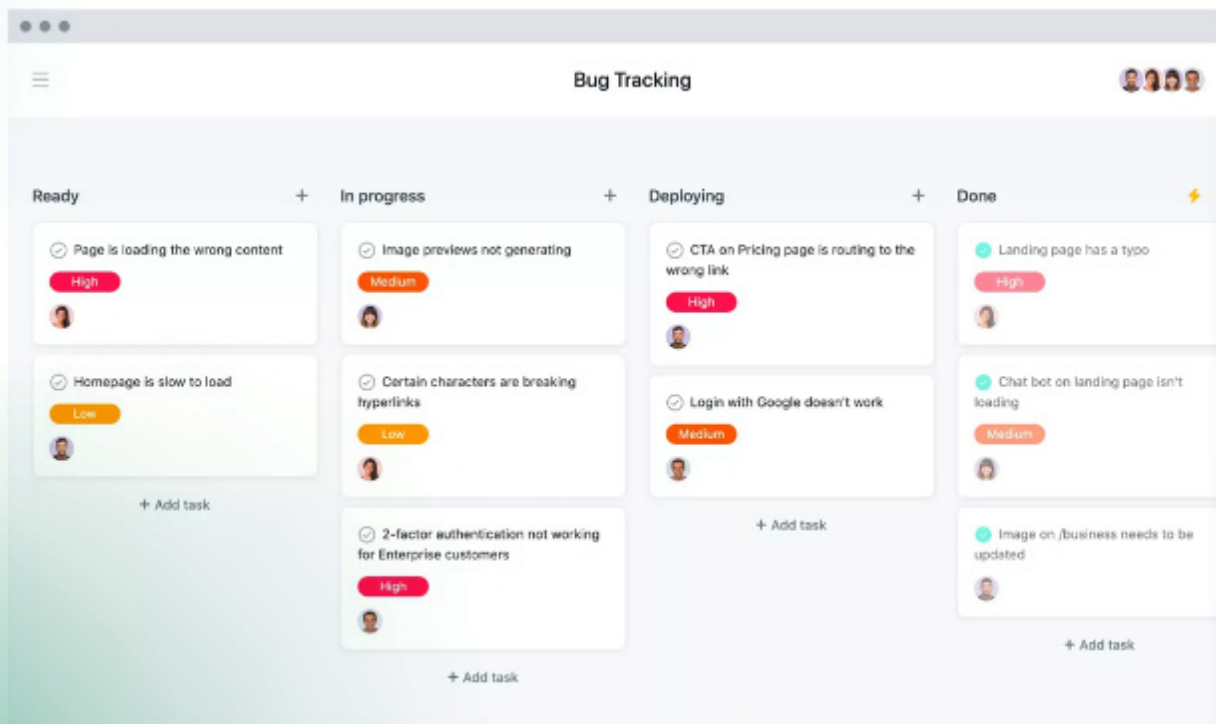 Bug Tracking
Ready
Page is loading the wrong content
High
Homepage is slow to load
Low
+ Add task
In progress
Image previews not generating
Medium
Certain characters are breaking
hyperlinks
Low
2-factor authentication not working
for Enterprise customers
High
+ Add task
Deploying
CTA on Pricing page is routing to the
wrong link
High
Login with Google doesn't work
Medium
+ Add task
Done
Landing page has a typo
High
Chat bot on landing page isn't
loading
Medium
Image on /business needs to be
updated
+ Add task